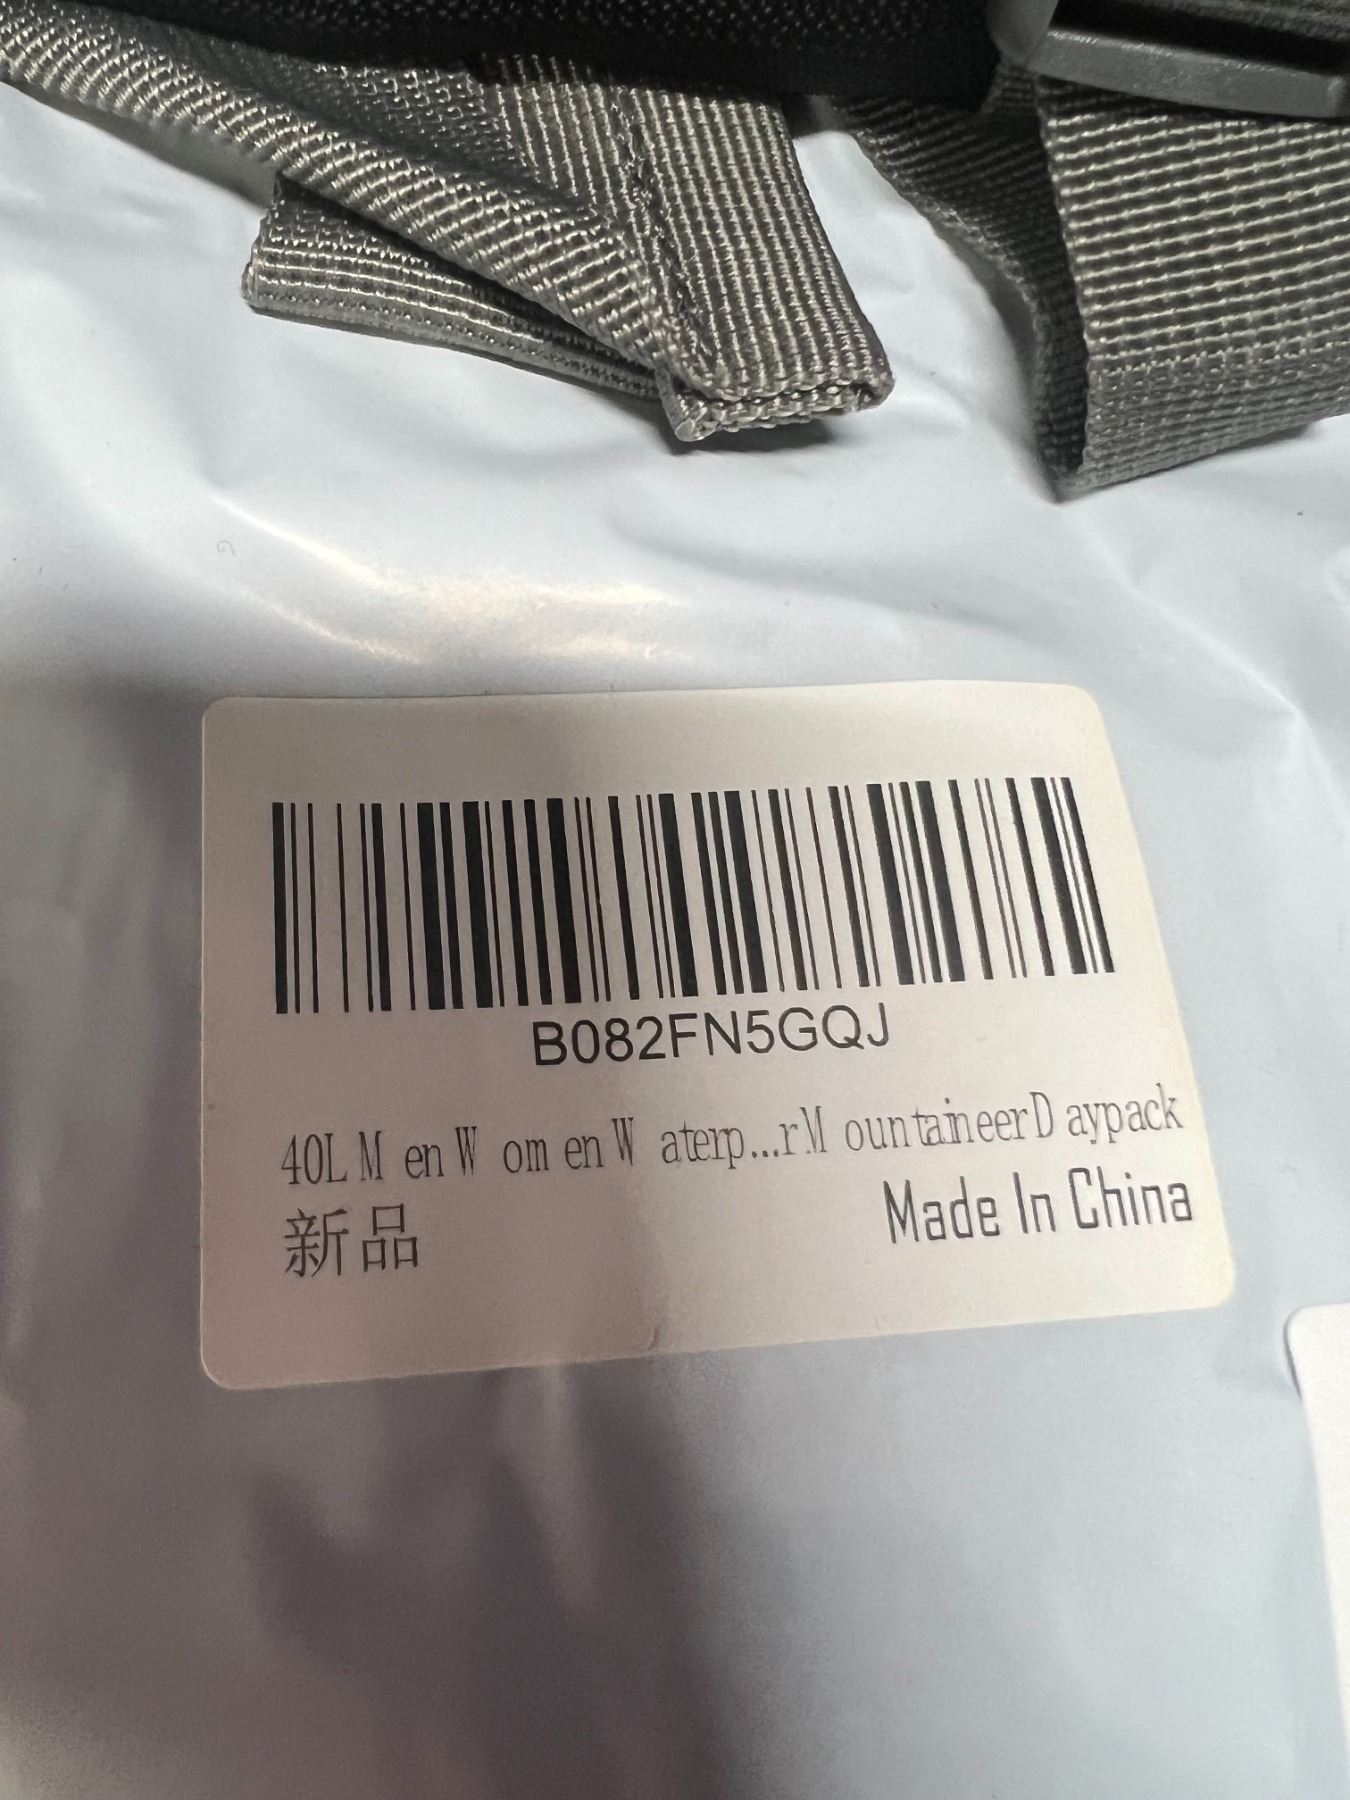 B082FN5GQJ
40L Men Women Waterp...r Mountaineer Daypack
新品
Made In China